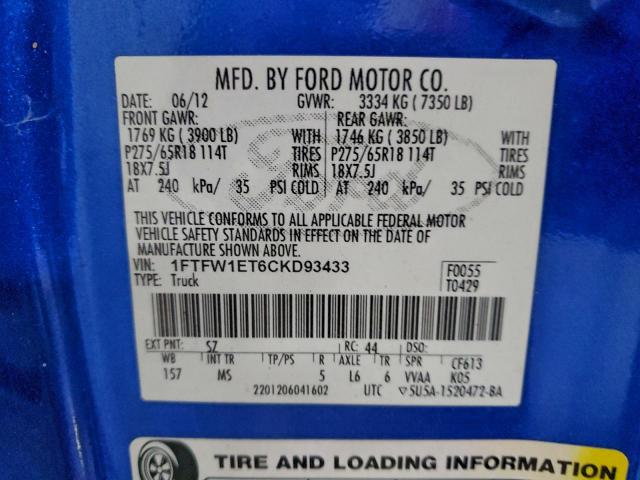 MFD. BY FORD MOTOR CO.
DATE: 06/12 GVWR: 3334 KG ( 7350 LB)
FRONT GAWR: REAR GAWR:
1769 KG ( 3900 LB) WITH 1746 KG ( 3850 LB) WITH
P275/65R18 114T TIRES P275/65R18 114T TIRES
18X7.5J RIMS 18X7.5J RIMS
AT 240 kPa/ 35 PSI COLD AT 240 kPa/ 35 PSI COLD
THIS VEHICLE CONFORMS TO ALL APPLICABLE FEDERAL MOTOR
VEHICLE SAFETY STANDARDS IN EFFECT ON THE DATE OF
MANUFACTURE SHOWN ABOVE.
VIN: 1FTFW1ET6CKD93433 F0055
TYPE: Truck T0429
EXT PNT: SZ RC: 44 DSO:
WB INT TR TP/PS R AXLE TR SPR CF613
157 MS 5 L6 6 VVAA K05
2201206041602 UTC 5U5A-1520472-BA
TIRE AND LOADING INFORMATION